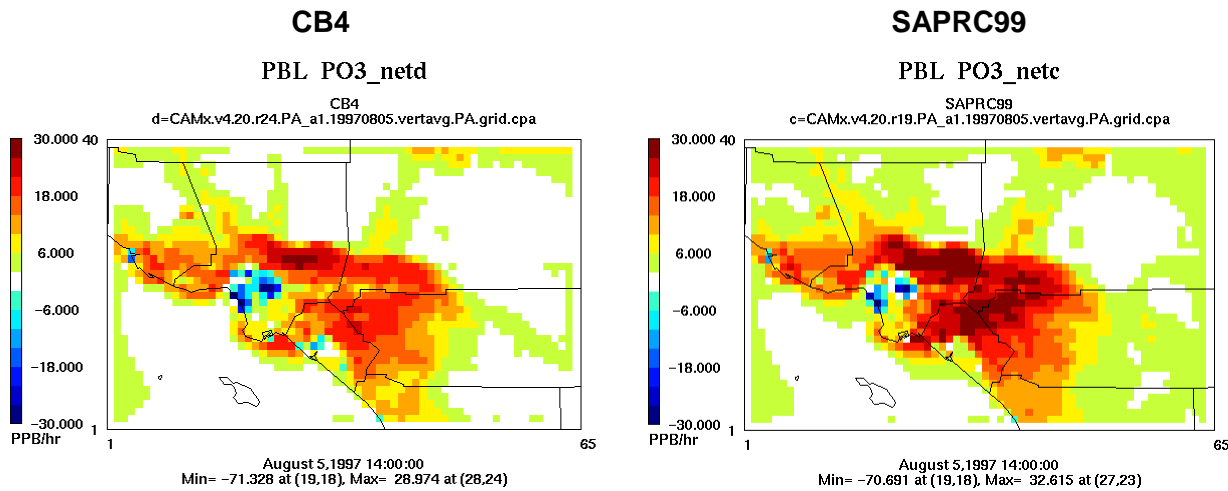 CB4
PBL PO3_netd
CB4
d=CAMx.v4.20.r24.PA_a1.19970805.vertavg.PA.grid.cpa
30.000
18.000
6.000
-6.000
-18.000
-30.000
PPB/hr
40
1
1
65
August 5,1997 14:00:00
Min= -71.328 at (19,18), Max= 28.974 at (28,24)
SAPRC99
PBL PO3_netc
SAPRC99
c=CAMx.v4.20.r19.PA_a1.19970805.vertavg.PA.grid.cpa
30.000
18.000
6.000
-6.000
-18.000
-30.000
PPB/hr
40
1
1
65
August 5,1997 14:00:00
Min= -70.691 at (19,18), Max= 32.615 at (27,23)